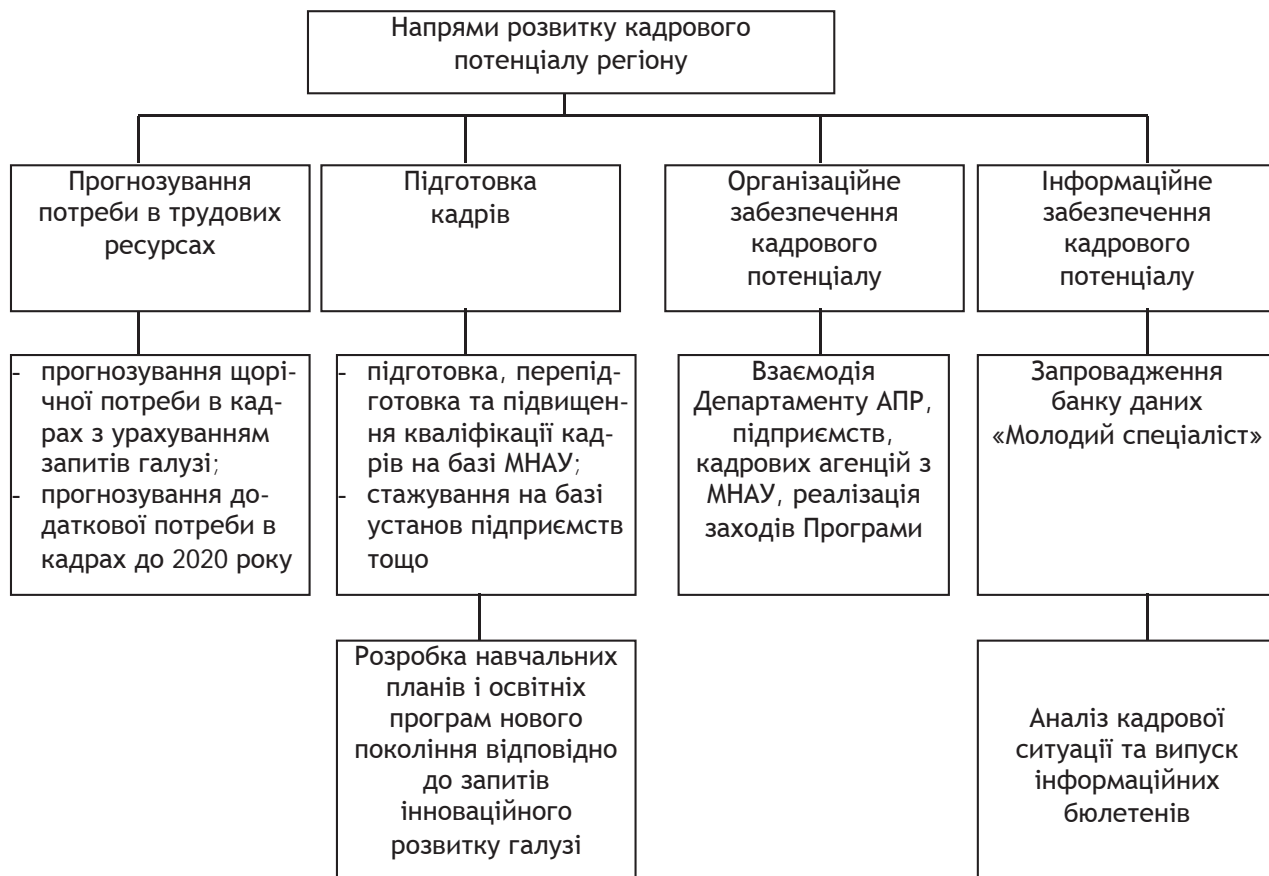 Напрями розвитку кадрового
потенціалу регіону
Прогнозування
потреби в трудових
ресурсах
Підготовка
кадрів
Організаційне
забезпечення
кадрового
потенціалу
Інформаційне
забезпечення
кадрового
потенціалу
- прогнозування щорі-
чної потреби в кад-
рах з урахуванням
запитів галузі;
- прогнозування до-
даткової потреби в
кадрах до 2020 року
- підготовка, перепід-
готовка та підвищен-
ня кваліфікації кад-
рів на базі МНАУ;
- стажування на базі
установ підприємств
тощо
Взаємодія
Департаменту АПР,
підприємств,
кадрових агенцій з
МНАУ, реалізація
заходів Програми
Запровадження
банку даних
«Молодий спеціаліст»
Розробка навчальних
планів і освітніх
програм нового
покоління відповідно
до запитів
інноваційного
розвитку галузі
Аналіз кадрової
ситуації та випуск
інформаційних
бюлетенів